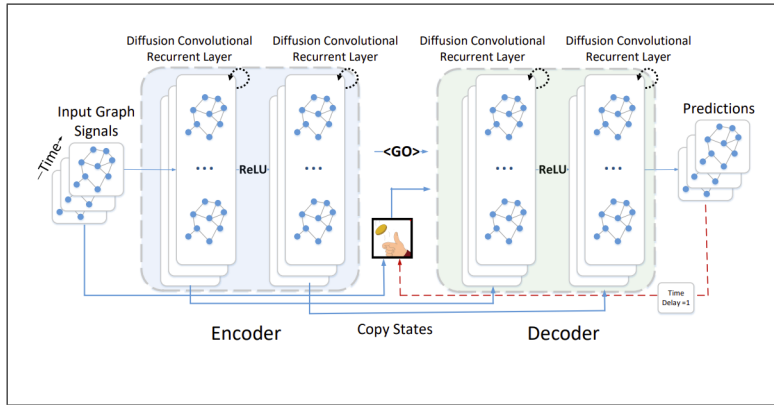 Diffusion Convolutional
Recurrent Layer
Diffusion Convolutional
Recurrent Layer
Diffusion Convolutional
Recurrent Layer
Diffusion Convolutional
Recurrent Layer
Input Graph
Signals
Time
Predictions
<GO>
...
ReLU
...
...
ReLU
...
Time
Delay =1
Encoder
Copy States
Decoder